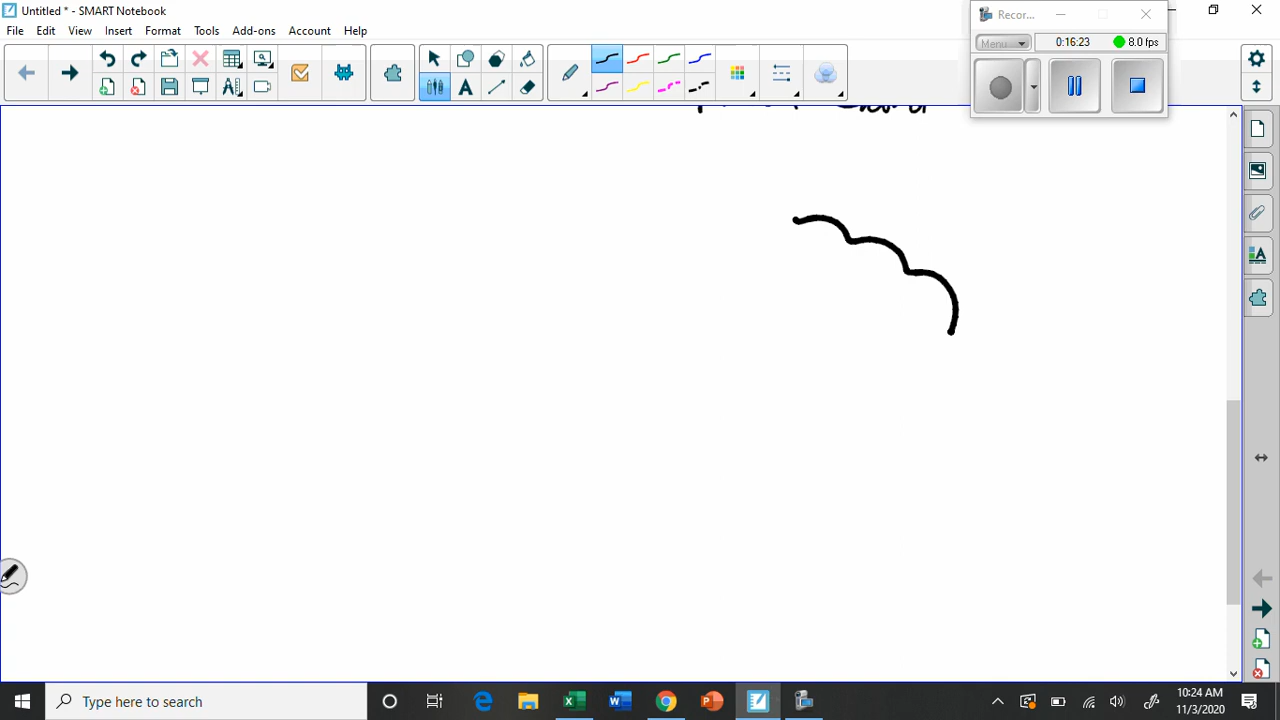 Untitled * - SMART Notebook
Recor...
File Edit View Insert Format Tools Add-ons Account Help
Menu 0:16:23 8.0 fps
Type here to search
10:24 AM
11/3/2020